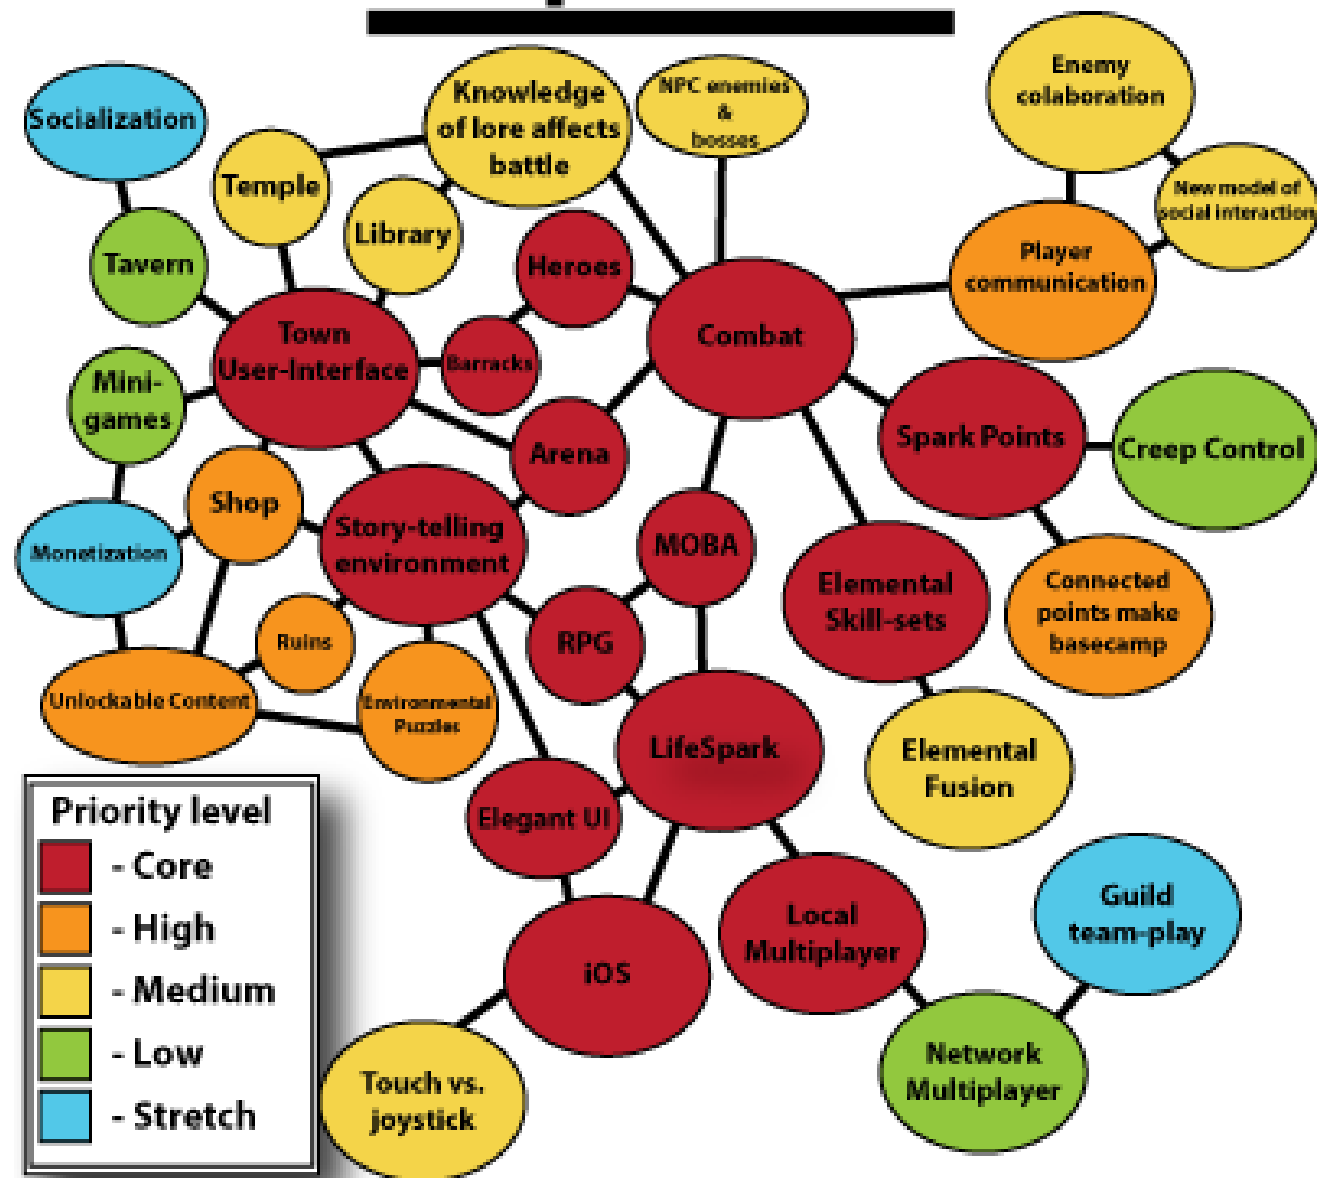 Socialization
Knowledge
of lore affects
battle
NPC enemies
&
bosses
Enemy
colaboration
Temple
Library
New model of
social interaction
Tavern
Heroes
Player
communication
Town
User-Interface
Barracks
Combat
Mini-
games
Arena
Spark Points
Creep Control
Shop
Story-telling
environment
MOBA
Monetization
Elemental
Skill-sets
Connected
points make
basecamp
Ruins
RPG
Unlockable Content
Environmental
Puzzles
LifeSpark
Elemental
Fusion
Elegant UI
Priority level
- Core
- High
- Medium
- Low
- Stretch
Local
Multiplayer
Guild
team-play
iOS
Network
Multiplayer
Touch vs.
joystick